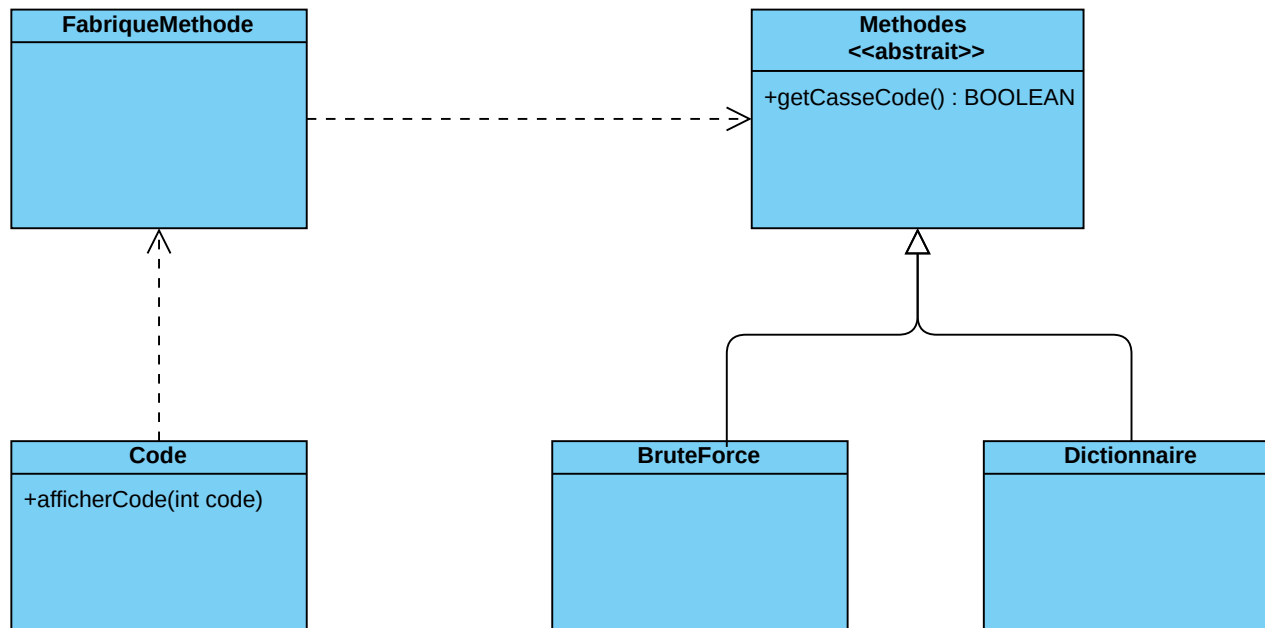 FabriqueMethode
Methodes
<<abstrait>>
+getCasseCode() : BOOLEAN
Code
+afficherCode(int code)
BruteForce
Dictionnaire